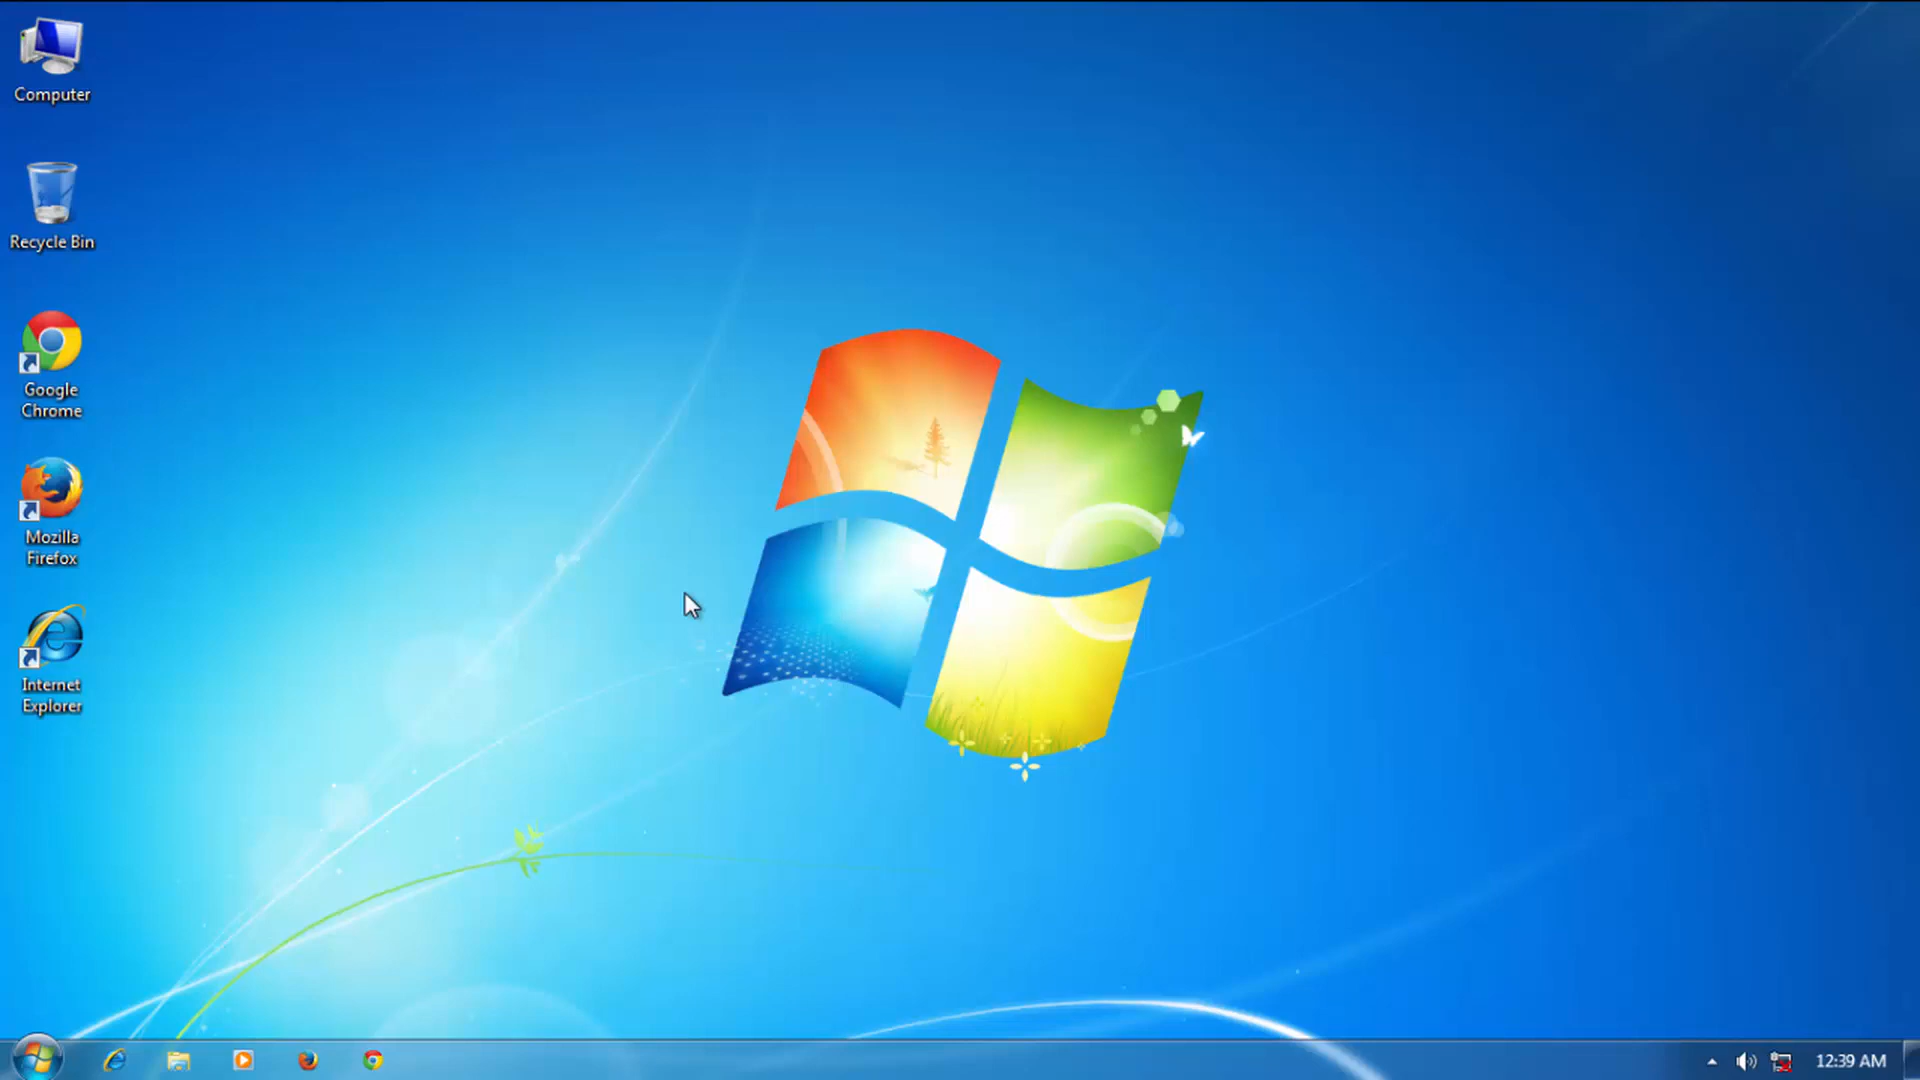 Computer
Recycle Bin
Google
Chrome
Mozilla
Firefox
Internet
Explorer
12:39 AM